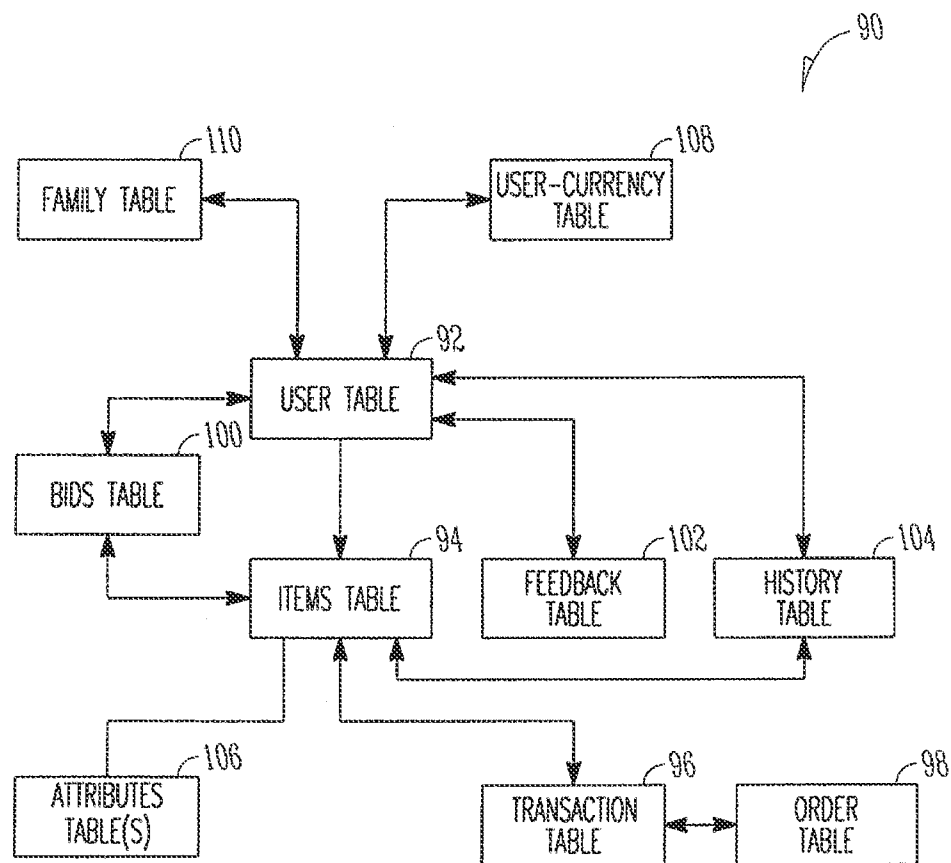 90
110
FAMILY TABLE
108
USER-CURRENCY
TABLE
92
USER TABLE
100
BIDS TABLE
94
ITEMS TABLE
102
FEEDBACK
TABLE
104
HISTORY
TABLE
106
ATTRIBUTES
TABLE(S)
96
TRANSACTION
TABLE
98
ORDER
TABLE